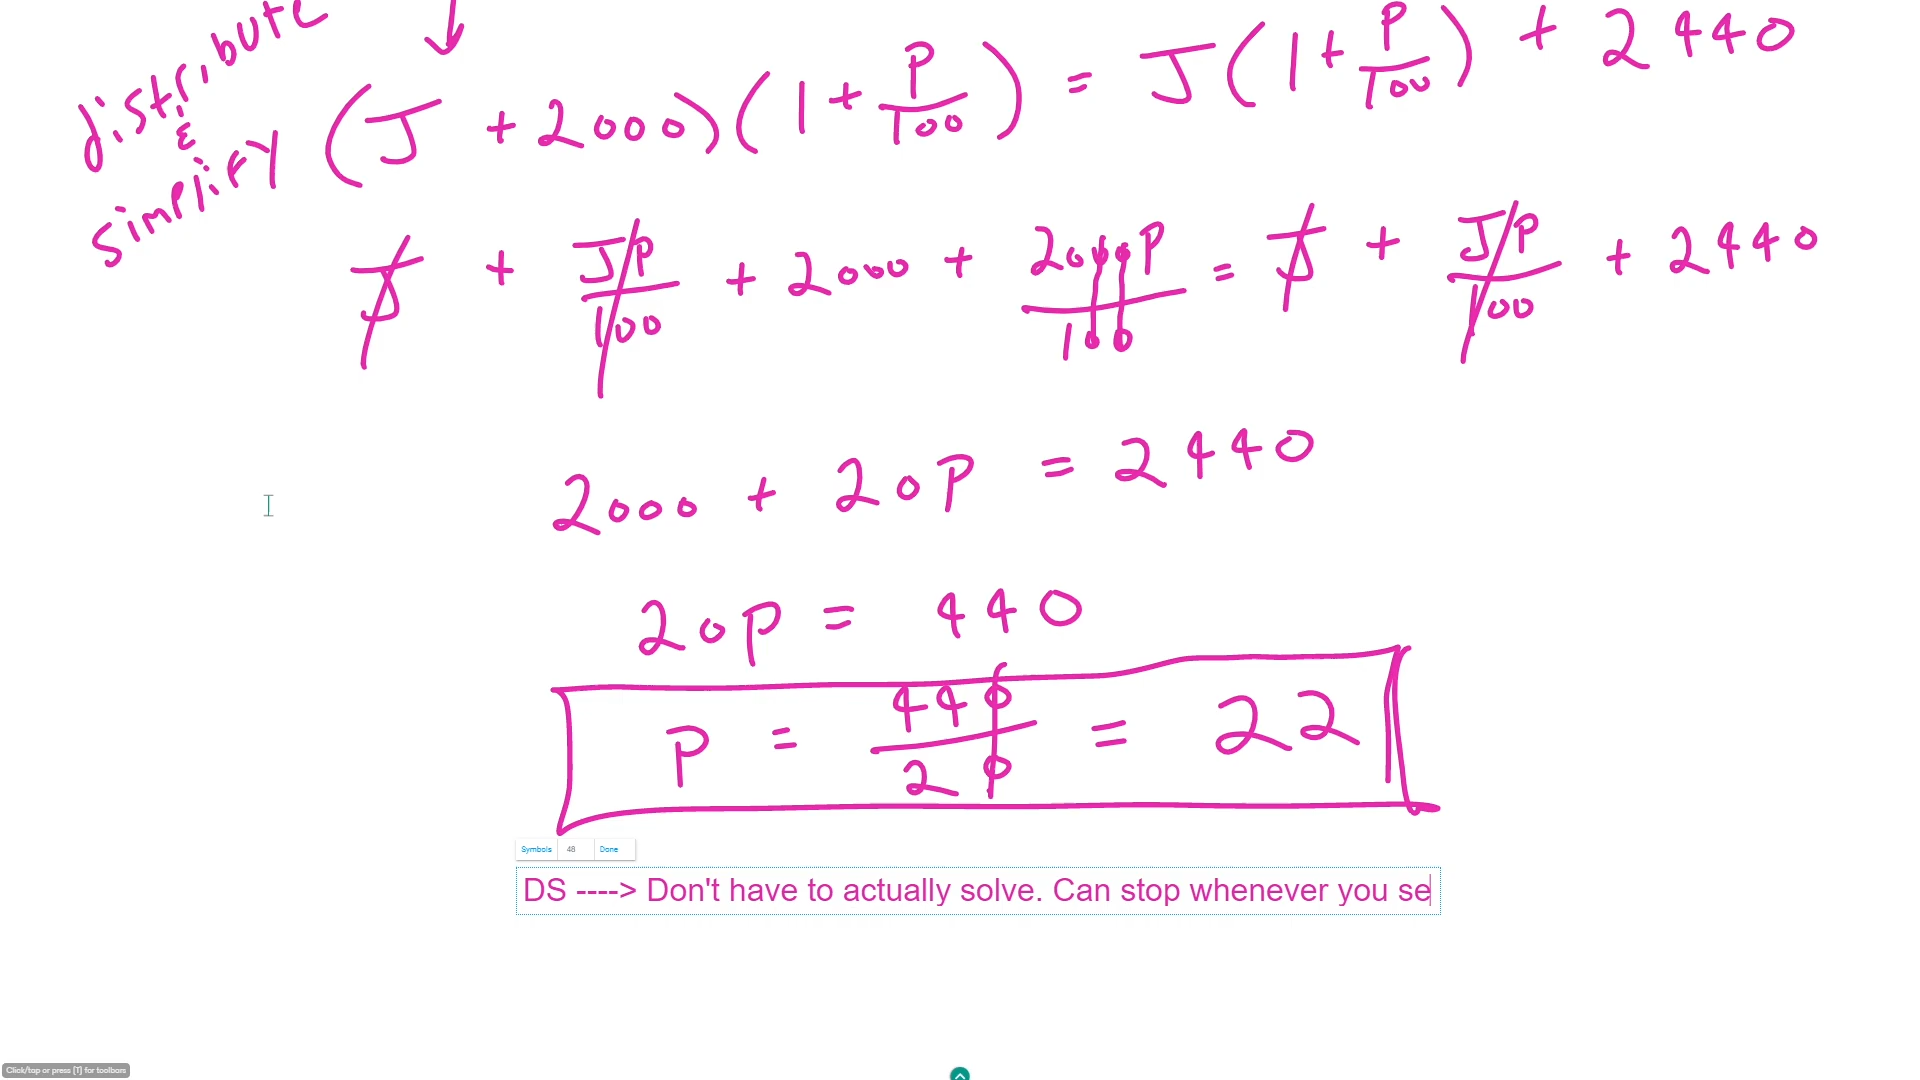 distribute
&
simplify
(J + 2000)(1 + P/100) = J(1 + P/100) + 2440
J + JP/100 + 2000 + 2000P/100 = J + JP/100 + 2440
2000 + 20P = 2440
20P = 440
P = 440/20 = 22
Symbols 48 Done
DS ----> Don't have to actually solve. Can stop whenever you se
Click/tap or press [T] for toolbars